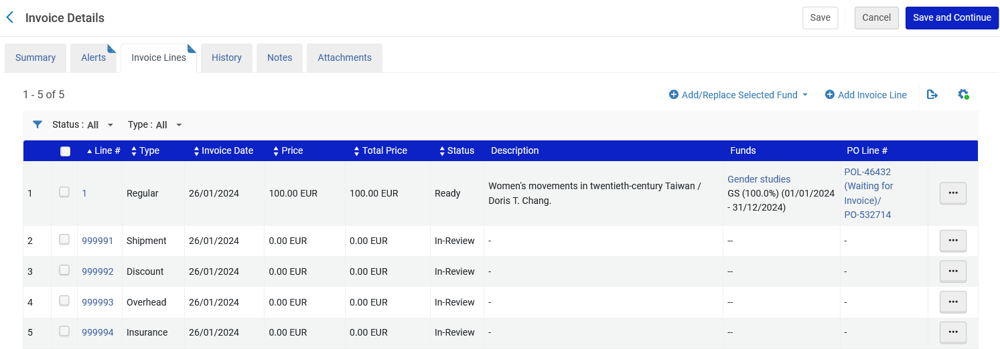 Invoice Details
Save
Cancel
Save and Continue
Summary
Alerts
Invoice Lines
History
Notes
Attachments
1 - 5 of 5
Add/Replace Selected Fund
Add Invoice Line
Status : All
Type : All
Line # Type Invoice Date Price Total Price Status Description Funds PO Line #
1 1 Regular 26/01/2024 100.00 EUR 100.00 EUR Ready
Women's movements in twentieth-century Taiwan /
Doris T. Chang.
Gender studies
GS (100.0%) (01/01/2024
- 31/12/2024)
POL-46432
(Waiting for
Invoice)/
PO-532714
•••
2 999991 Shipment 26/01/2024 0.00 EUR 0.00 EUR In-Review - -- - •••
3 999992 Discount 26/01/2024 0.00 EUR 0.00 EUR In-Review - -- - •••
4 999993 Overhead 26/01/2024 0.00 EUR 0.00 EUR In-Review - -- - •••
5 999994 Insurance 26/01/2024 0.00 EUR 0.00 EUR In-Review - -- - •••